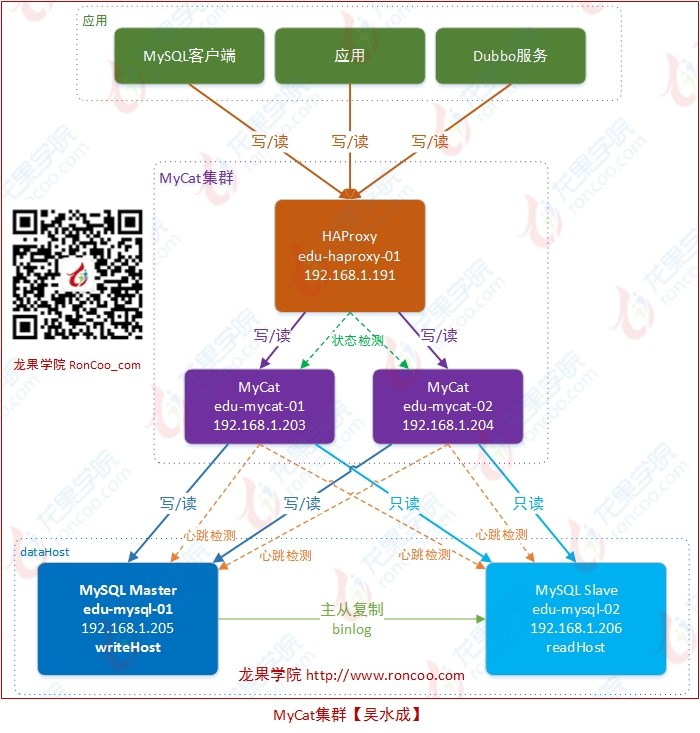 应用
MySQL客户端
应用
Dubbo服务
写/读
写/读
写/读
MyCat集群
HAProxy
edu-haproxy-01
192.168.1.191
龙果学院 RonCoo_com
写/读
状态检测
写/读
MyCat
edu-mycat-01
192.168.1.203
MyCat
edu-mycat-02
192.168.1.204
写/读
写/读
只读
只读
心跳检测
心跳检测
心跳检测
心跳检测
dataHost
MySQL Master
edu-mysql-01
192.168.1.205
writeHost
主从复制
binlog
MySQL Slave
edu-mysql-02
192.168.1.206
readHost
龙果学院 http://www.roncoo.com
MyCat集群【吴水成】
龙果学院
roncoo.com